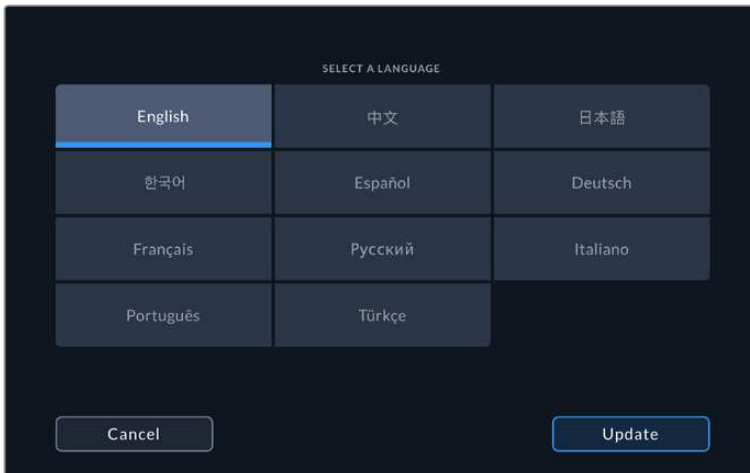 SELECT A LANGUAGE
English 中文 日本語
한국어 Español Deutsch
Français Русский Italiano
Português Türkçe
Cancel Update